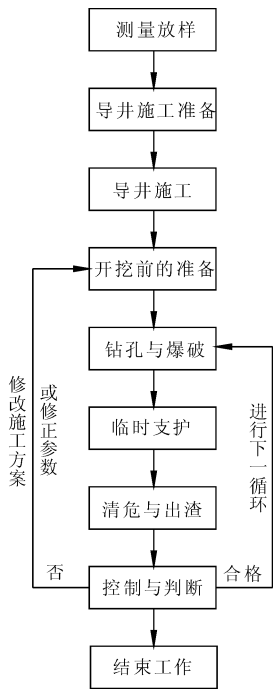 测量放样
导井施工准备
导井施工
开挖前的准备
钻孔与爆破
修改施工方案
或修正参数
进行下一循环
临时支护
清危与出渣
否
控制与判断
合格
结束工作